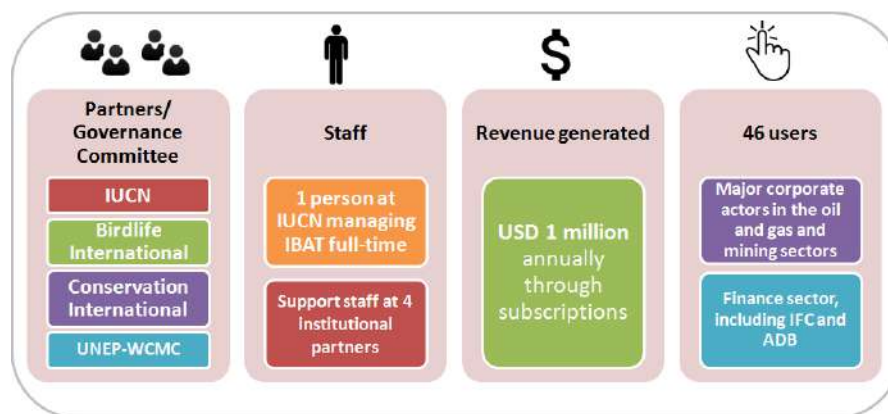 Partners/
Governance
Committee
IUCN
Birdlife
International
Conservation
International
UNEP-WCMC
Staff
1 person at
IUCN managing
IBAT full-time
Support staff at 4
institutional
partners
Revenue generated
USD 1 million
annually
through
subscriptions
46 users
Major corporate
actors in the oil
and gas and
mining sectors
Finance sector,
including IFC and
ADB